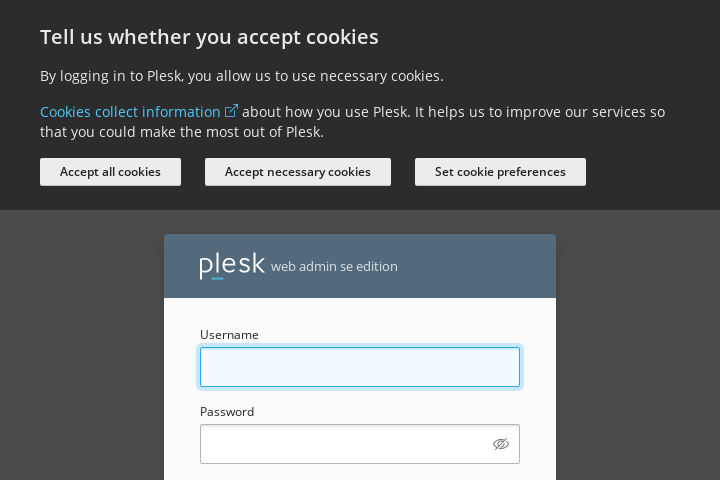 Tell us whether you accept cookies
By logging in to Plesk, you allow us to use necessary cookies.
Cookies collect information about how you use Plesk. It helps us to improve our services so
that you could make the most out of Plesk.
Accept all cookies Accept necessary cookies Set cookie preferences
plesk web admin se edition
Username
Password